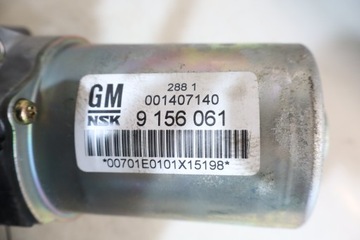 288 1
GM 001407140
NSK 9 156 061
*00701E0101X15198*